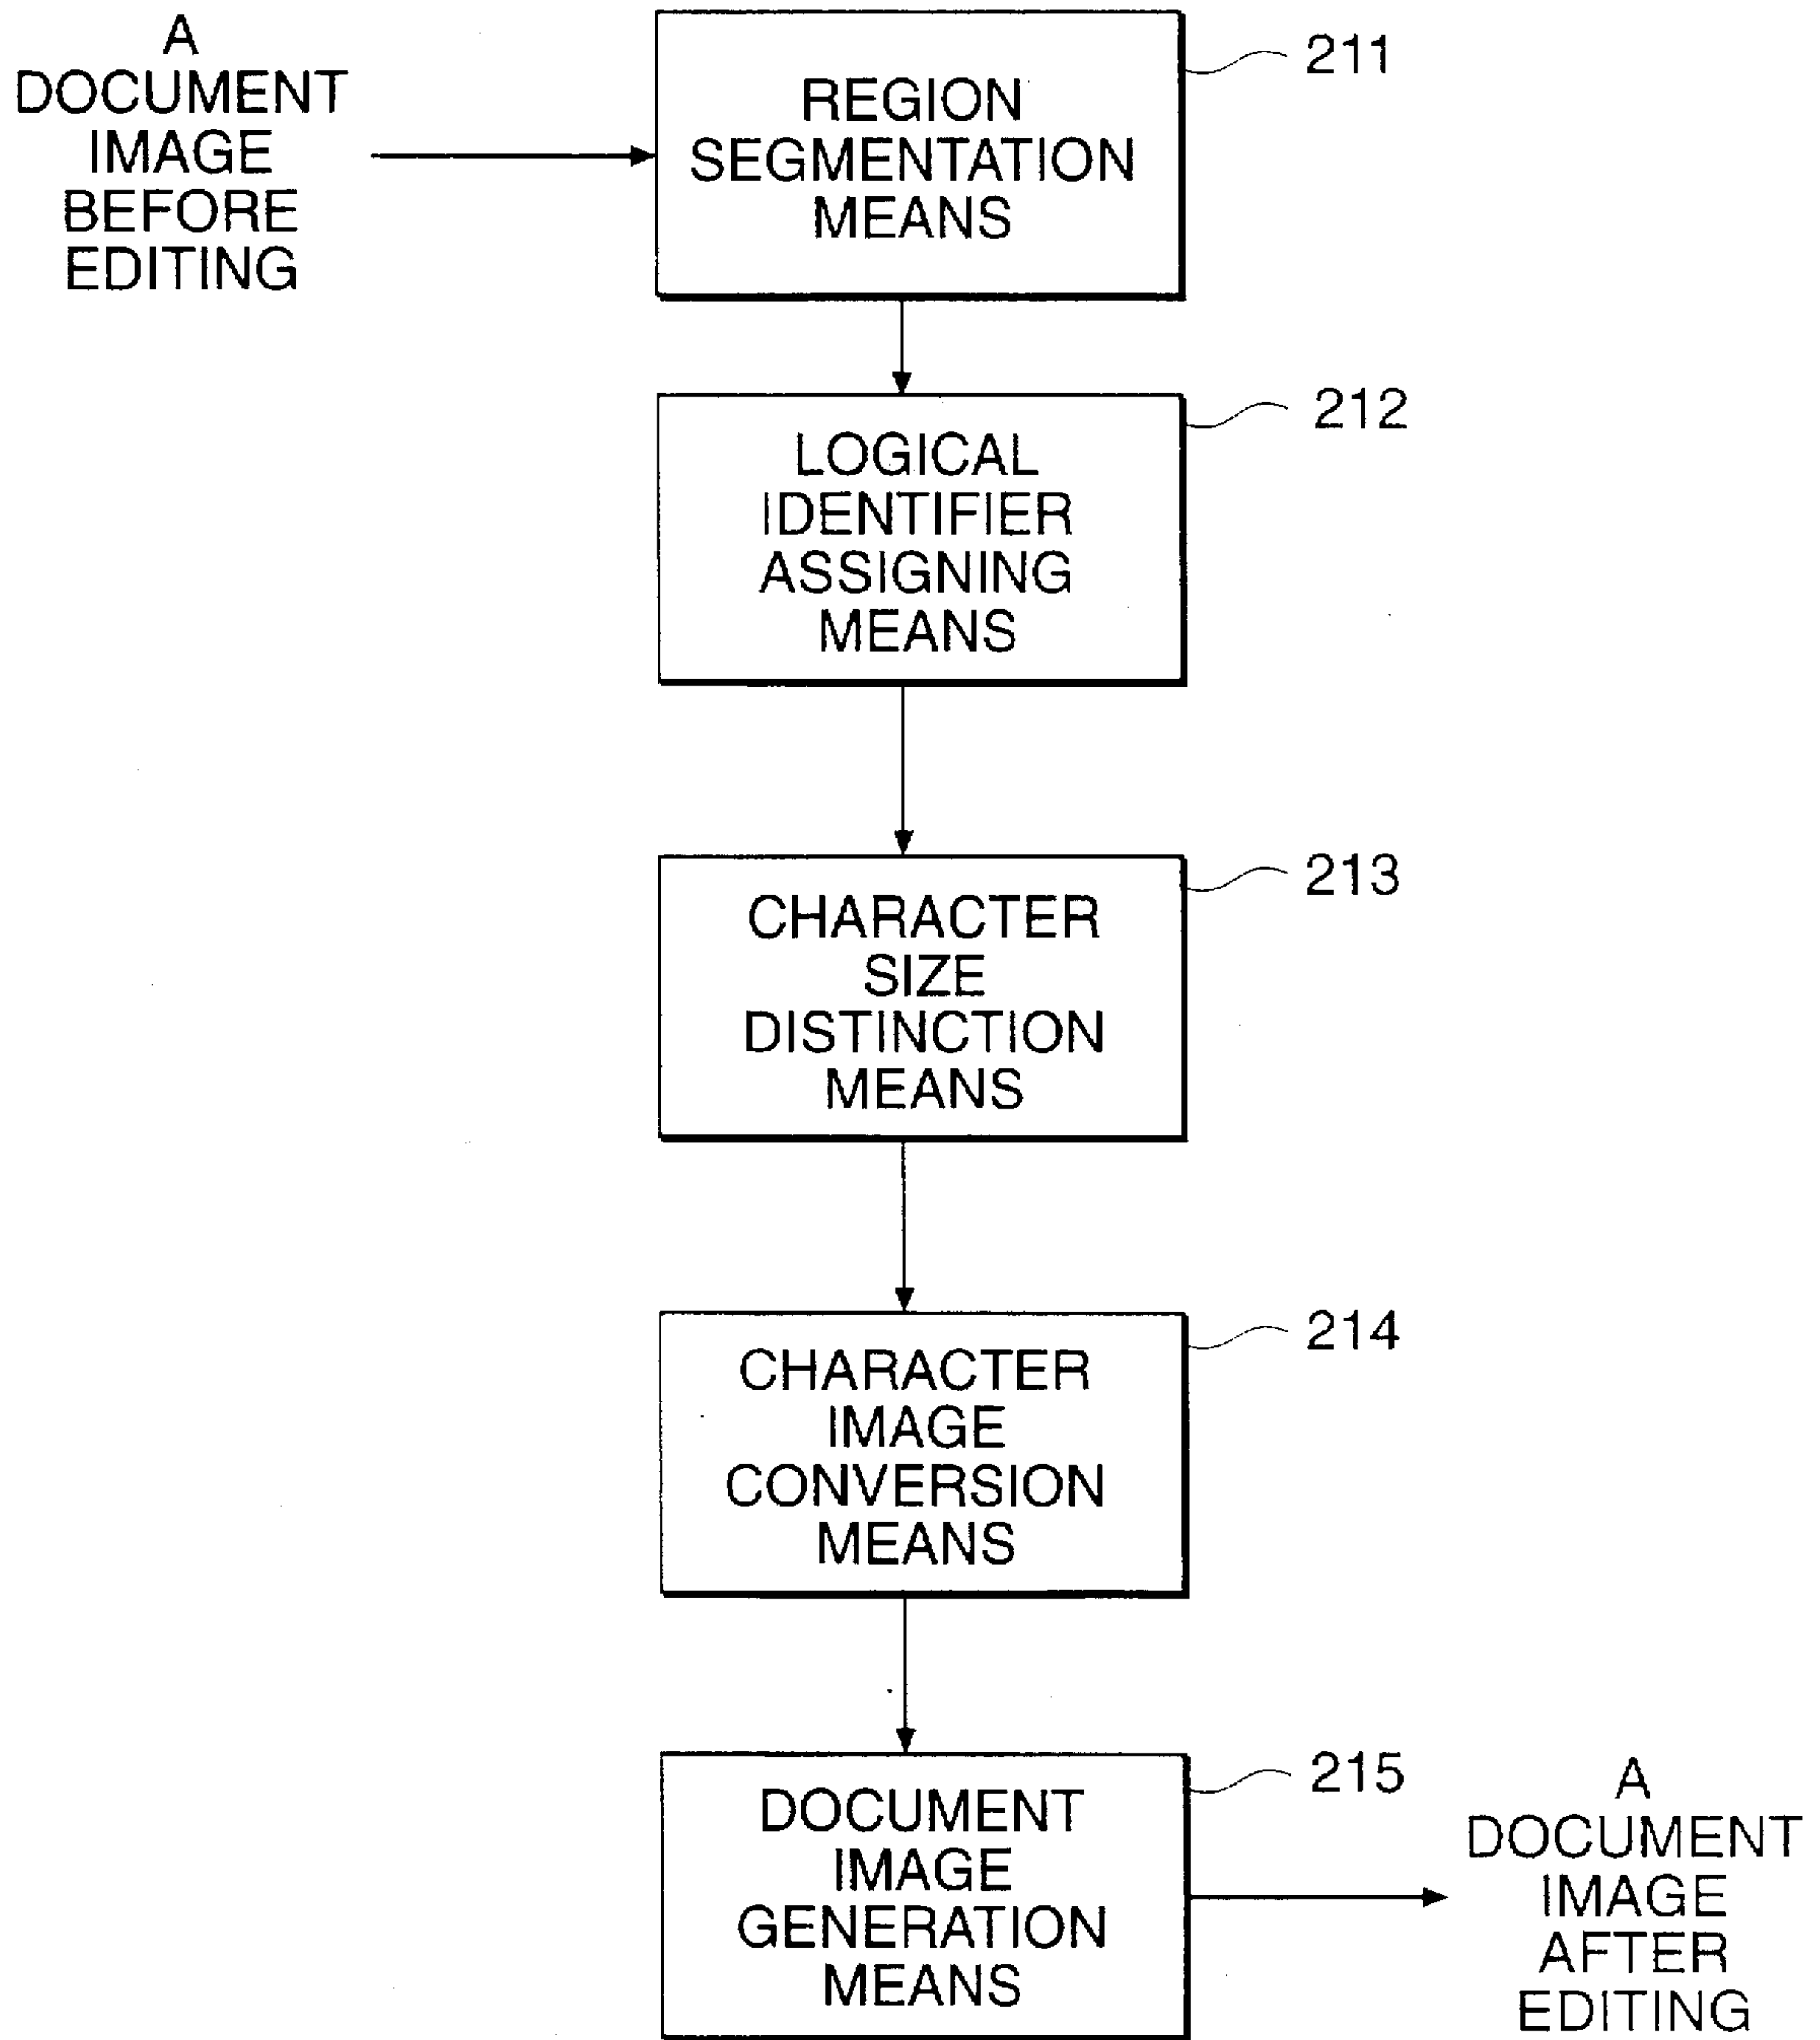 A
DOCUMENT
IMAGE
BEFORE
EDITING
REGION
SEGMENTATION
MEANS
211
LOGICAL
IDENTIFIER
ASSIGNING
MEANS
212
CHARACTER
SIZE
DISTINCTION
MEANS
213
CHARACTER
IMAGE
CONVERSION
MEANS
214
DOCUMENT
IMAGE
GENERATION
MEANS
215
A
DOCUMENT
IMAGE
AFTER
EDITING